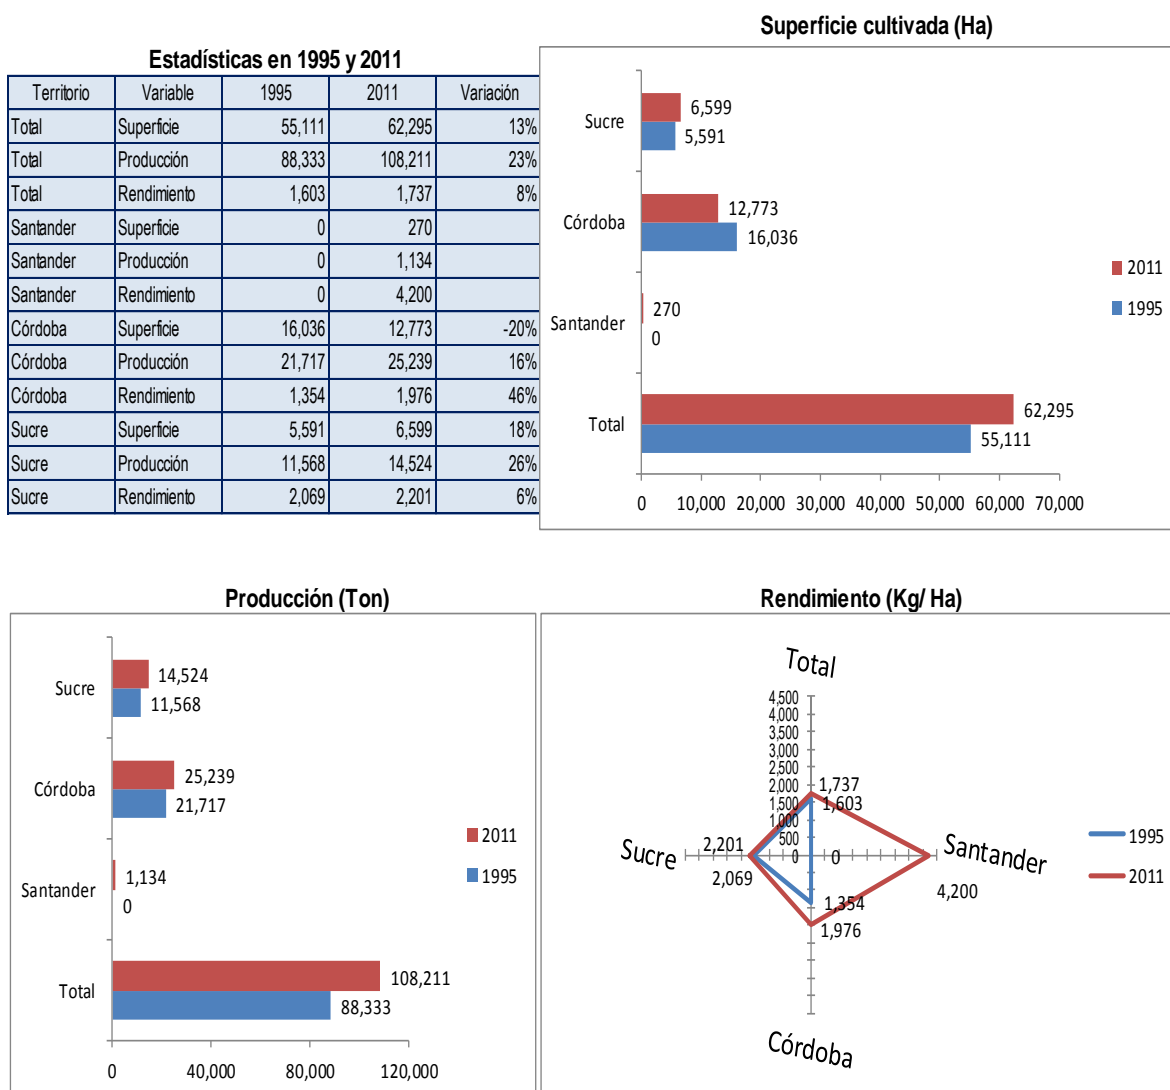 Estadísticas en 1995 y 2011
Territorio Variable 1995 2011 Variación
Total Superficie 55,111 62,295 13%
Total Producción 88,333 108,211 23%
Total Rendimiento 1,603 1,737 8%
Santander Superficie 0 270
Santander Producción 0 1,134
Santander Rendimiento 0 4,200
Córdoba Superficie 16,036 12,773 -20%
Córdoba Producción 21,717 25,239 16%
Córdoba Rendimiento 1,354 1,976 46%
Sucre Superficie 5,591 6,599 18%
Sucre Producción 11,568 14,524 26%
Sucre Rendimiento 2,069 2,201 6%
Superficie cultivada (Ha)
Sucre
6,599
5,591
Córdoba
12,773
16,036
Santander
270
0
Total
62,295
55,111
0 10,000 20,000 30,000 40,000 50,000 60,000 70,000
2011
1995
Producción (Ton)
Sucre
14,524
11,568
Córdoba
25,239
21,717
Santander
1,134
0
Total
108,211
88,333
0 40,000 80,000 120,000
2011
1995
Rendimiento (Kg/ Ha)
Total
4,500
4,000
3,500
3,000
2,500
2,000
1,500
1,000
500
0
1,737
1,603
0
Santander
4,200
Sucre
2,201
2,069
1,354
1,976
Córdoba
1995
2011